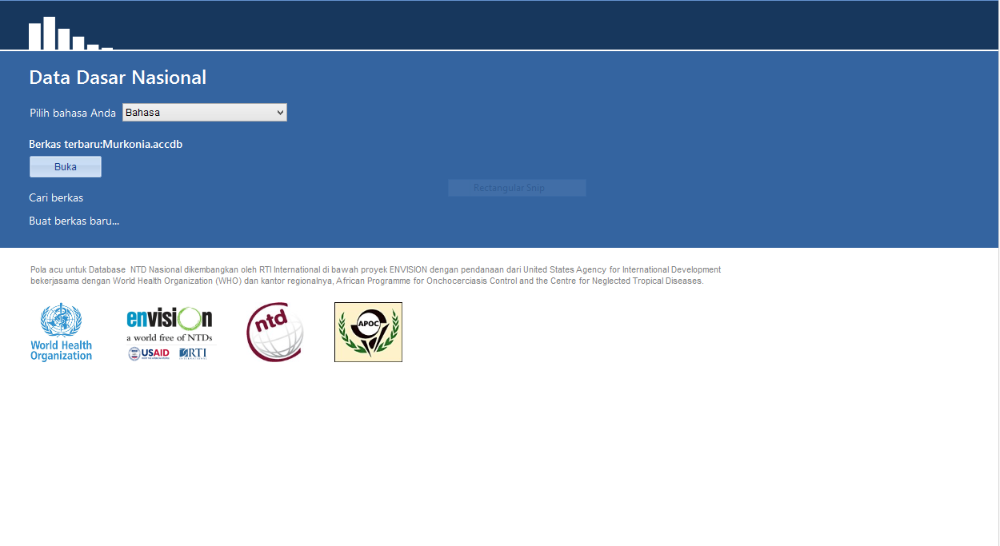 Data Dasar Nasional
Pilih bahasa Anda Bahasa
Berkas terbaru:Murkonia.accdb
Buka
Rectangular Snip
Cari berkas
Buat berkas baru...
Pola acu untuk Database NTD Nasional dikembangkan oleh RTI International di bawah proyek ENVISION dengan pendanaan dari United States Agency for International Development
bekerjasama dengan World Health Organization (WHO) dan kantor regionalnya, African Programme for Onchocerciasis Control and the Centre for Neglected Tropical Diseases.
World Health
Organization
envision
a world free of NTDs
USAID RTI
INTERNATIONAL
ntd
APOC